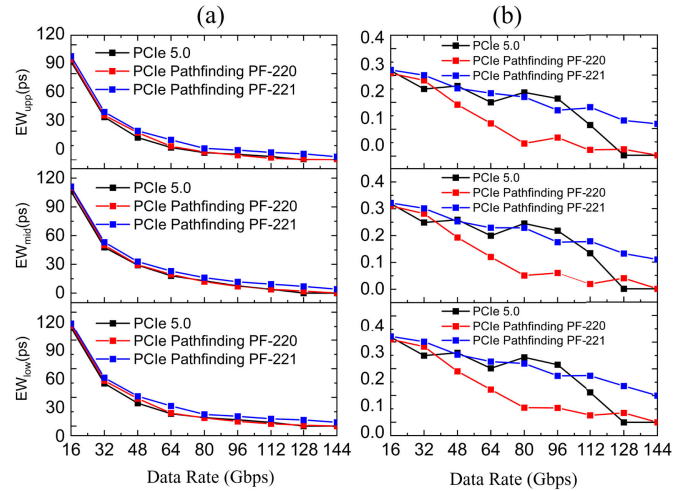 (a)
(b)
120
90
60
30
0
EW_upp(ps)
PCIe 5.0
PCIe Pathfinding PF-220
PCIe Pathfinding PF-221
0.4
0.3
0.2
0.1
0.0
PCIe 5.0
PCIe Pathfinding PF-220
PCIe Pathfinding PF-221
120
90
60
30
0
EW_mid(ps)
PCIe 5.0
PCIe Pathfinding PF-220
PCIe Pathfinding PF-221
0.4
0.3
0.2
0.1
0.0
PCIe 5.0
PCIe Pathfinding PF-220
PCIe Pathfinding PF-221
120
90
60
30
0
EW_low(ps)
PCIe 5.0
PCIe Pathfinding PF-220
PCIe Pathfinding PF-221
0.4
0.3
0.2
0.1
0.0
PCIe 5.0
PCIe Pathfinding PF-220
PCIe Pathfinding PF-221
16 32 48 64 80 96 112 128 144
16 32 48 64 80 96 112 128 144
Data Rate (Gbps)
Data Rate (Gbps)